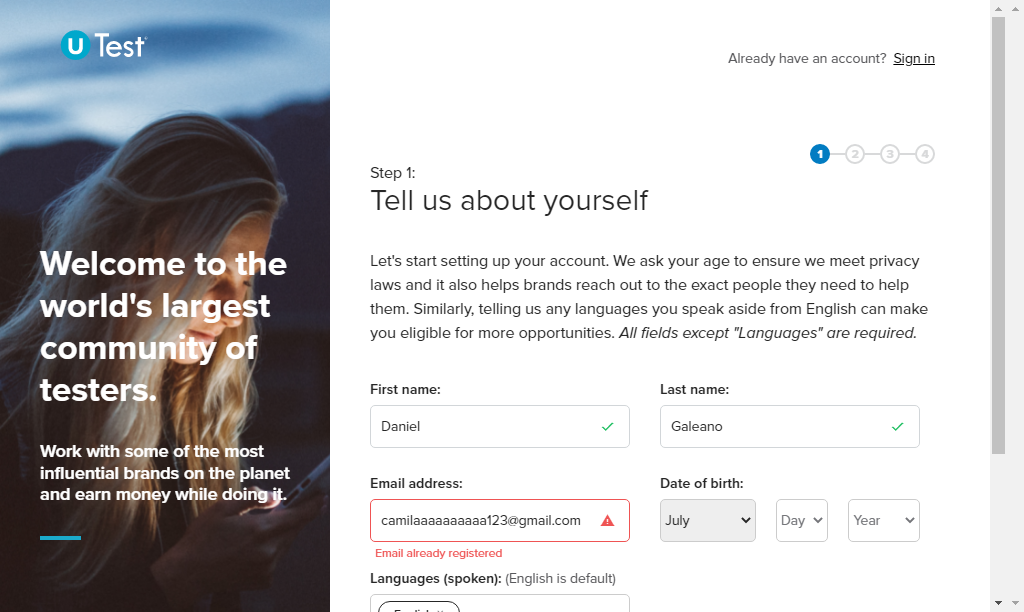 U Test
Already have an account? Sign in
1 2 3 4
Step 1:
Tell us about yourself
Welcome to the
world's largest
community of
testers.
Work with some of the most
influential brands on the planet
and earn money while doing it.
Let's start setting up your account. We ask your age to ensure we meet privacy
laws and it also helps brands reach out to the exact people they need to help
them. Similarly, telling us any languages you speak aside from English can make
you eligible for more opportunities. All fields except "Languages" are required.
First name: Last name:
Daniel Galeano
Email address: Date of birth:
camilaaaaaaaaaa123@gmail.com July Day Year
Email already registered
Languages (spoken): (English is default)